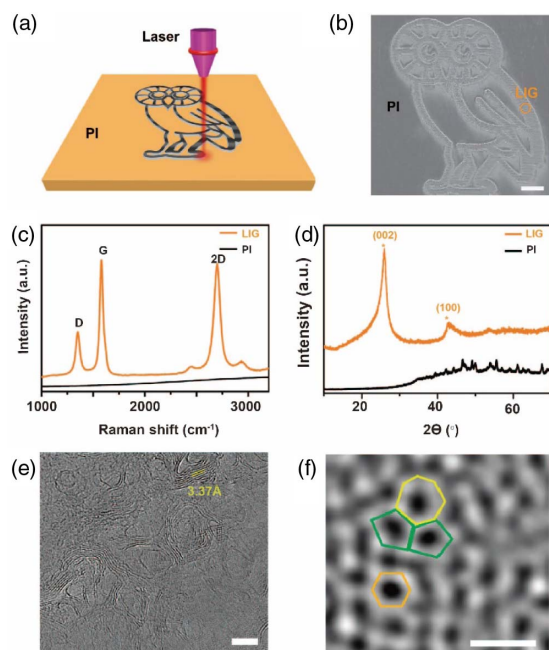 (a)
Laser
PI
(b)
PI
LIG
(c)
Intensity (a.u.)
LIG
PI
D
G
2D
1000 2000 3000
Raman shift (cm⁻¹)
(d)
Intensity (a.u.)
LIG
PI
(002)
*
(100)
*
20 40 60
2Θ (°)
(e)
3.37Å
(f)